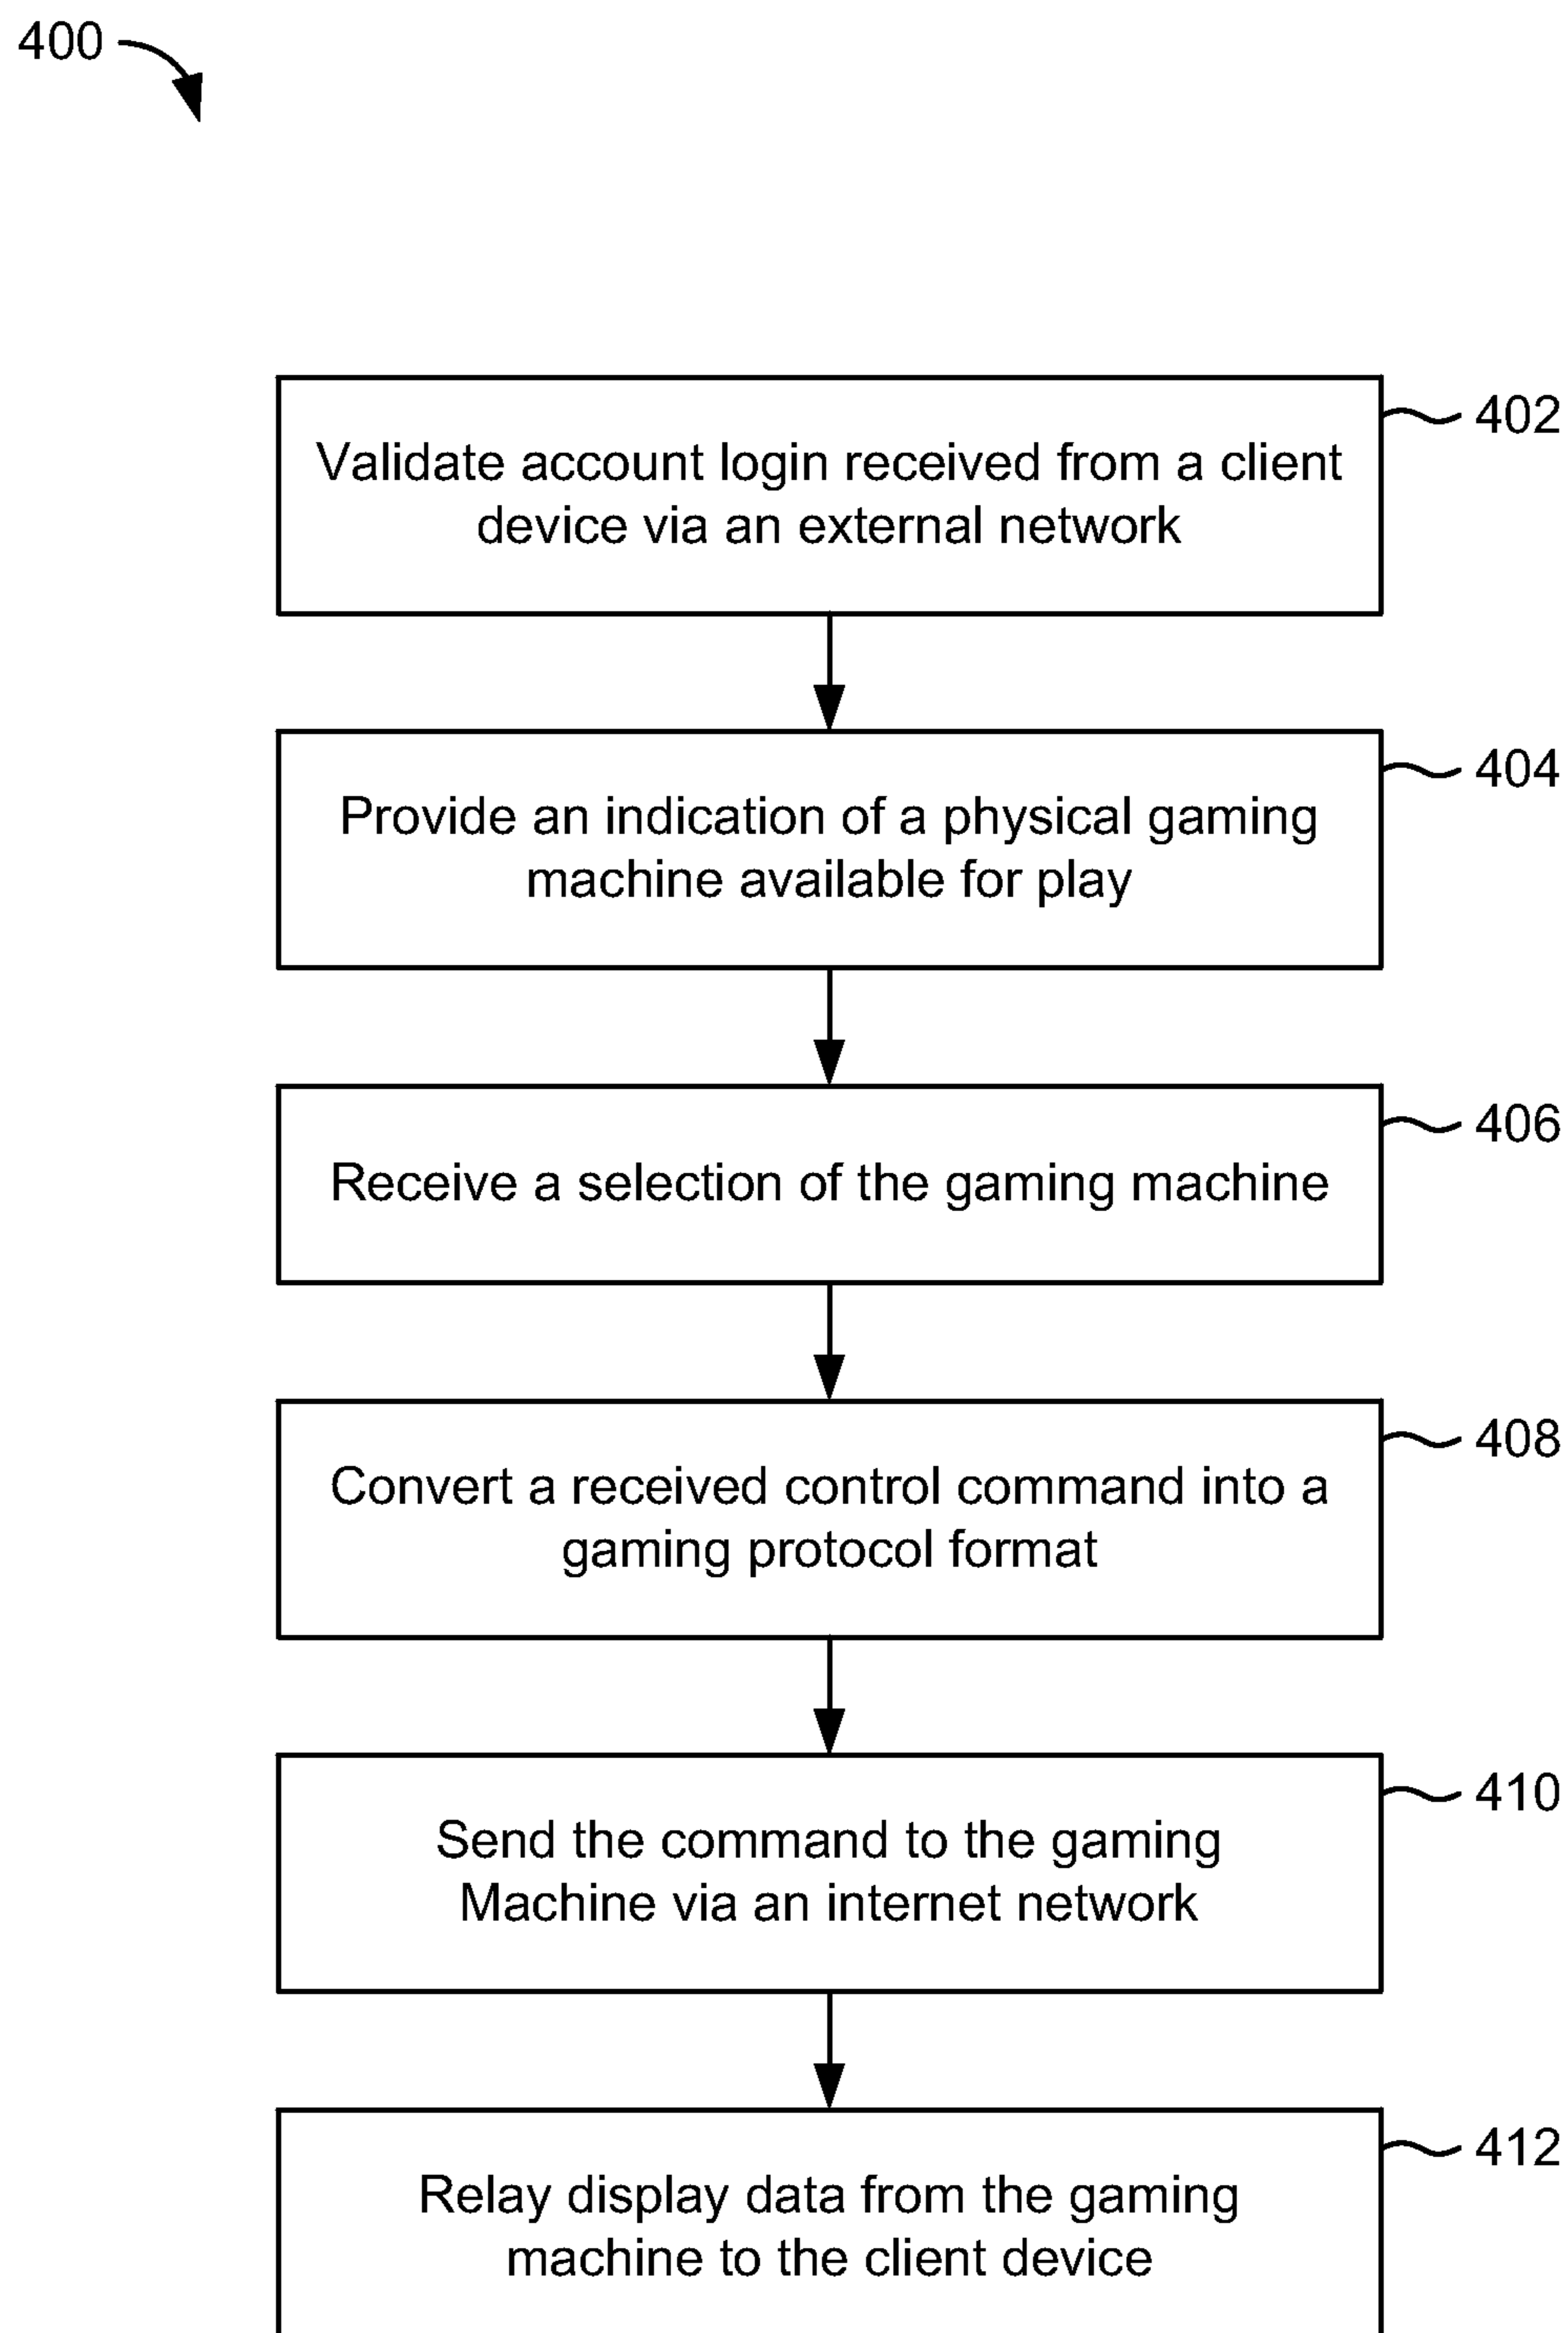 400
402
Validate account login received from a client
device via an external network
404
Provide an indication of a physical gaming
machine available for play
406
Receive a selection of the gaming machine
408
Convert a received control command into a
gaming protocol format
410
Send the command to the gaming
Machine via an internet network
412
Relay display data from the gaming
machine to the client device